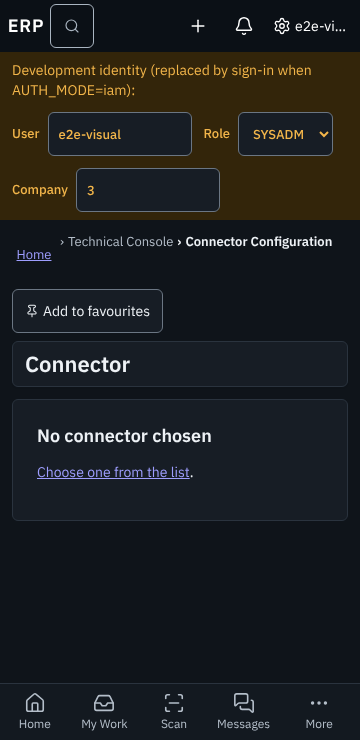 ERP
e2e-vi...
Development identity (replaced by sign-in when
AUTH_MODE=iam):
User e2e-visual Role SYSADM
Company 3
Home › Technical Console › Connector Configuration
Add to favourites
Connector
No connector chosen
Choose one from the list.
Home My Work Scan Messages More